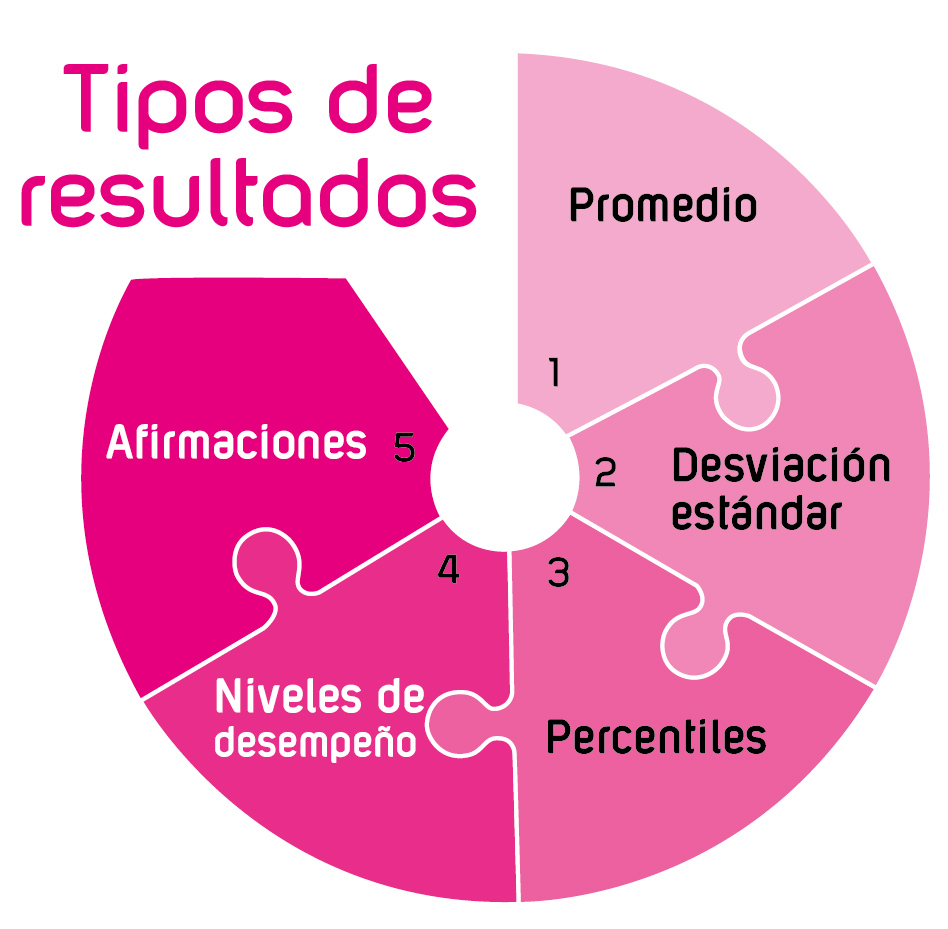 Tipos de
resultados
Promedio
1
2
Desviación
estándar
3
Percentiles
4
Niveles de
desempeño
Afirmaciones 5